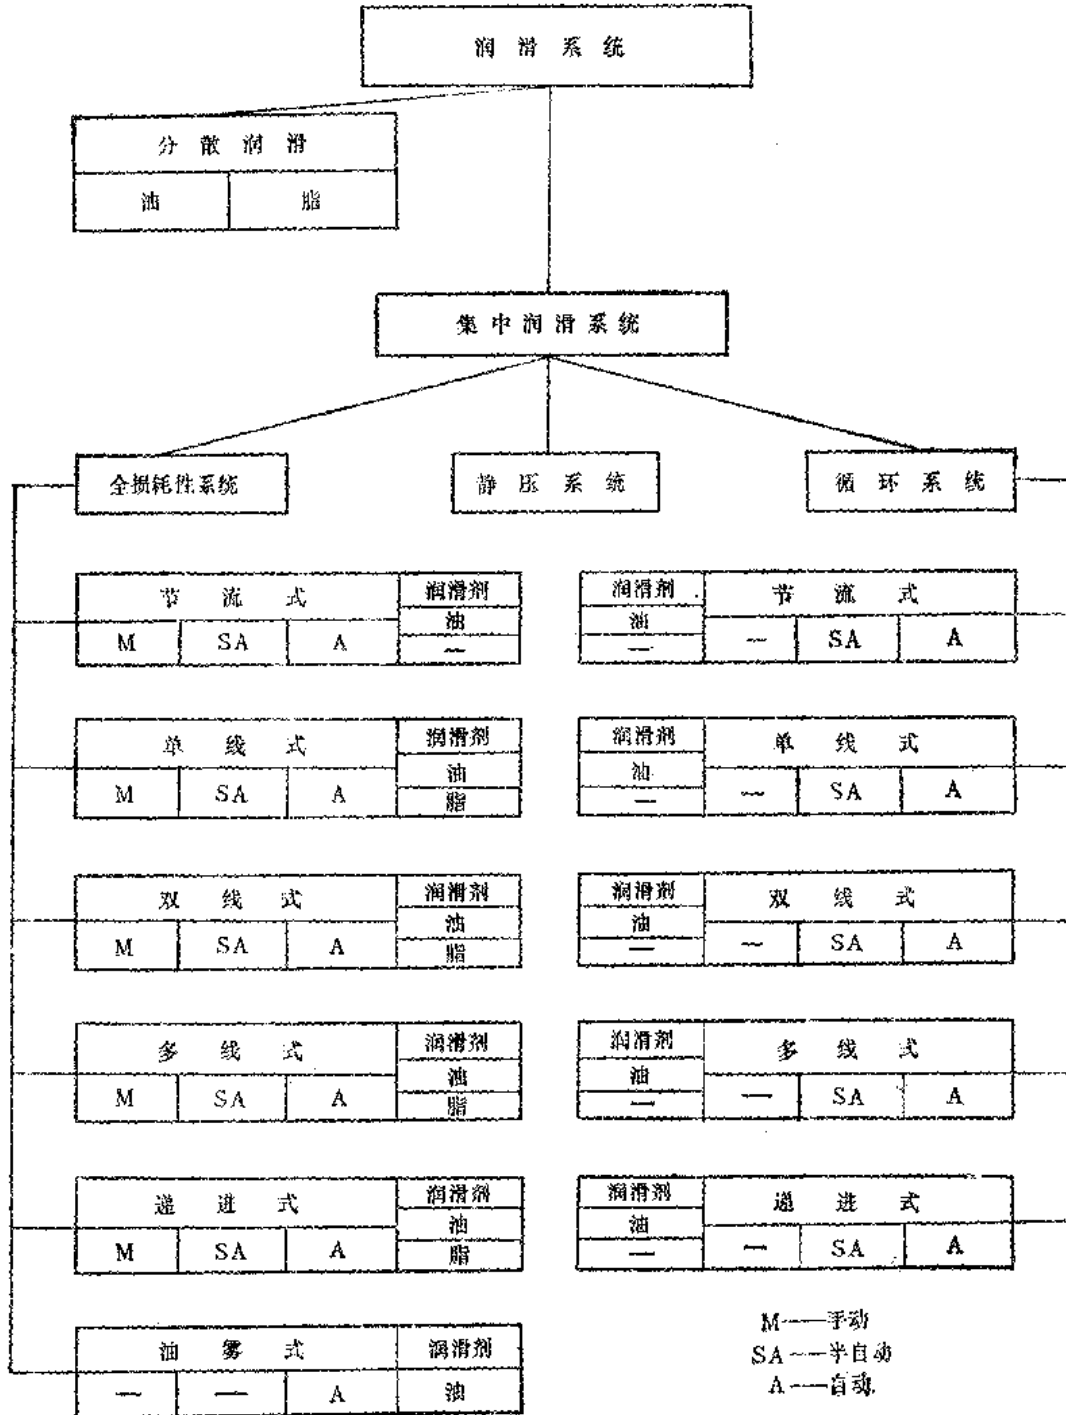 润滑系统
分散润滑
油 脂
集中润滑系统
全损耗性系统 静压系统 循环系统
节流式 润滑剂
油
M SA A —
润滑剂 节流式
油
— — SA A
单线式 润滑剂
油
M SA A 脂
润滑剂 单线式
油
— — SA A
双线式 润滑剂
油
M SA A 脂
润滑剂 双线式
油
— — SA A
多线式 润滑剂
油
M SA A 脂
润滑剂 多线式
油
— — SA A
递进式 润滑剂
油
M SA A 脂
润滑剂 递进式
油
— — SA A
油雾式 润滑剂
— — A 油
M——手动
SA——半自动
A——自动